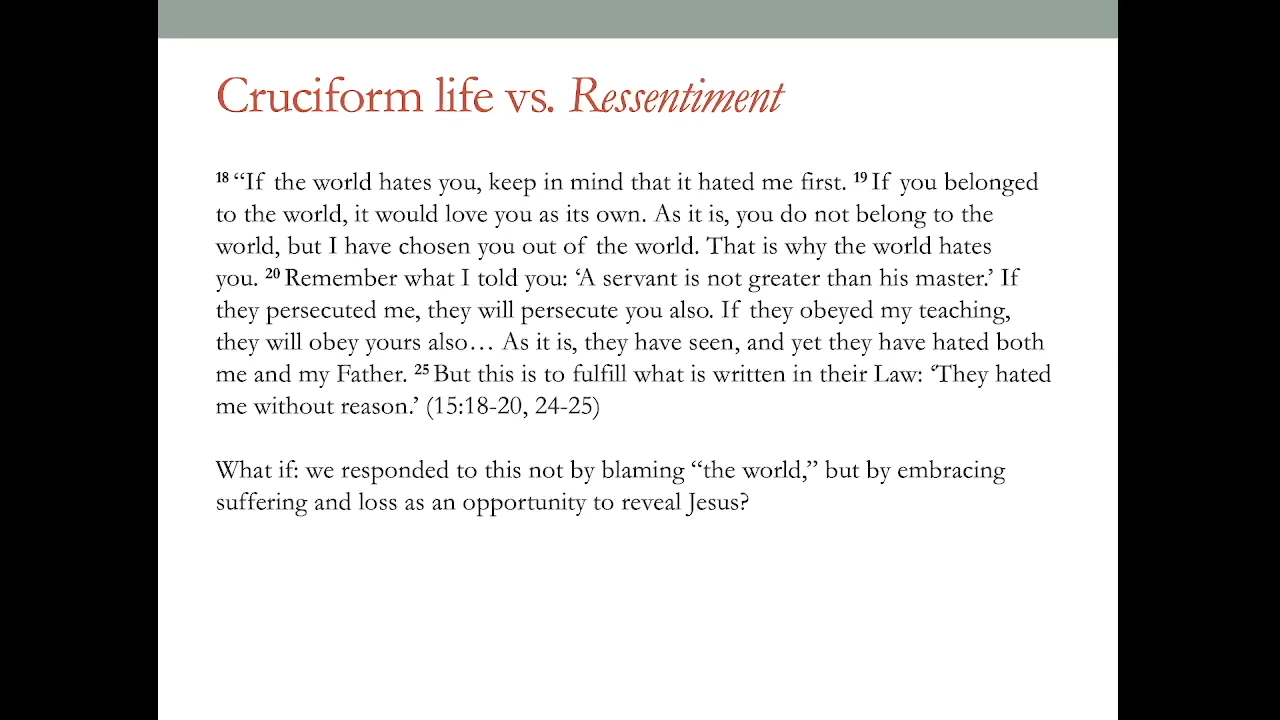 Cruciform life vs. Ressentiment
18 “If the world hates you, keep in mind that it hated me first. 19 If you belonged
to the world, it would love you as its own. As it is, you do not belong to the
world, but I have chosen you out of the world. That is why the world hates
you. 20 Remember what I told you: ‘A servant is not greater than his master.’ If
they persecuted me, they will persecute you also. If they obeyed my teaching,
they will obey yours also… As it is, they have seen, and yet they have hated both
me and my Father. 25 But this is to fulfill what is written in their Law: ‘They hated
me without reason.’ (15:18-20, 24-25)
What if: we responded to this not by blaming “the world,” but by embracing
suffering and loss as an opportunity to reveal Jesus?